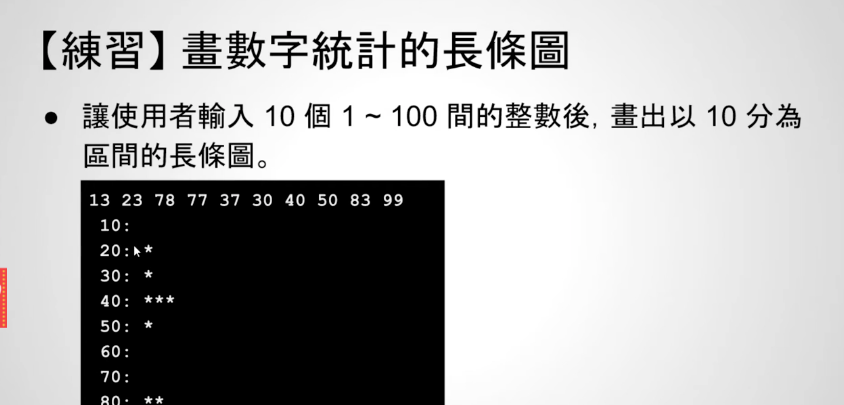 【練習】畫數字統計的長條圖
● 讓使用者輸入 10 個 1 ~ 100 間的整數後, 畫出以 10 分為
區間的長條圖。
13 23 78 77 37 30 40 50 83 99
10:
20: *
30: *
40: ***
50: *
60:
70:
80: **